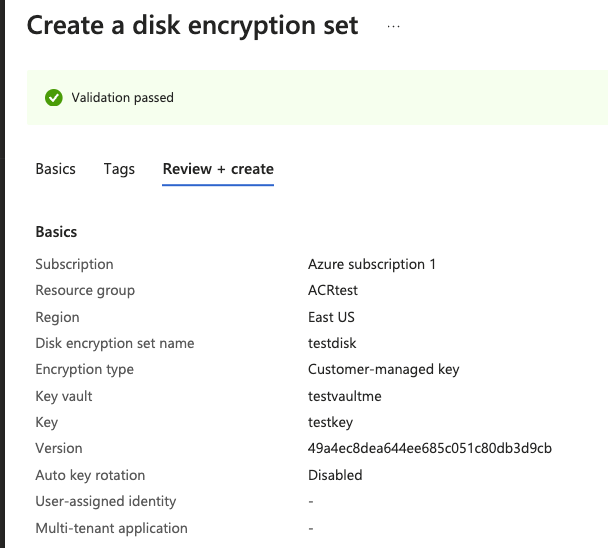 Create a disk encryption set ...
Validation passed
Basics Tags Review + create
Basics
Subscription Azure subscription 1
Resource group ACRtest
Region East US
Disk encryption set name testdisk
Encryption type Customer-managed key
Key vault testvaultme
Key testkey
Version 49a4ec8dea644ee685c051c80db3d9cb
Auto key rotation Disabled
User-assigned identity -
Multi-tenant application -